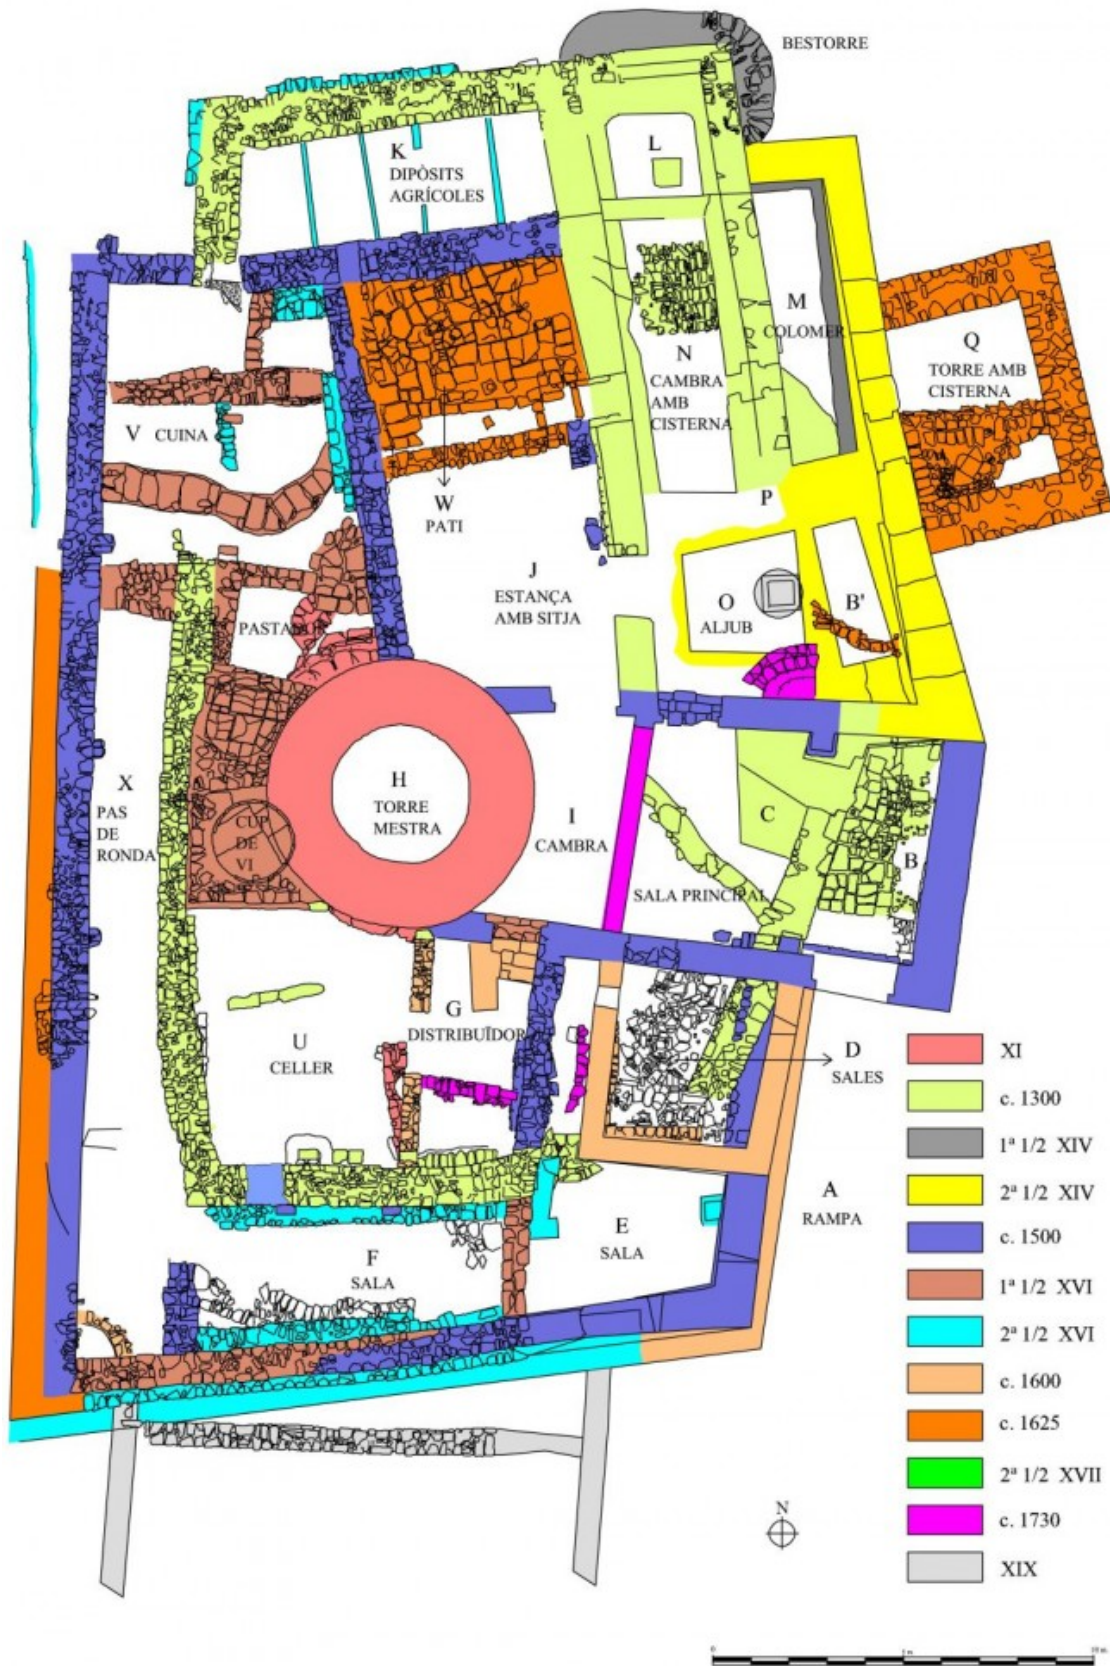 BESTORRE
K
DIPÒSITS
AGRÍCOLES
L
M
COLOMER
N
CAMBRA
AMB
CISTERNA
Q
TORRE AMB
CISTERNA
V CUINA
W
PATI
P
J
ESTANÇA
AMB SITJA
O
ALJUB
B'
X
PAS
DE
RONDA
H
TORRE
MESTRA
CUP
DE
VI
I
CAMBRA
C
B
SALA PRINCIPAL
G
DISTRIBUÏDOR
U
CELLER
D
SALES
A
RAMPA
E
SALA
F
SALA
XI
c. 1300
1ª 1/2 XIV
2ª 1/2 XIV
c. 1500
1ª 1/2 XVI
2ª 1/2 XVI
c. 1600
c. 1625
2ª 1/2 XVII
c. 1730
XIX
N
0